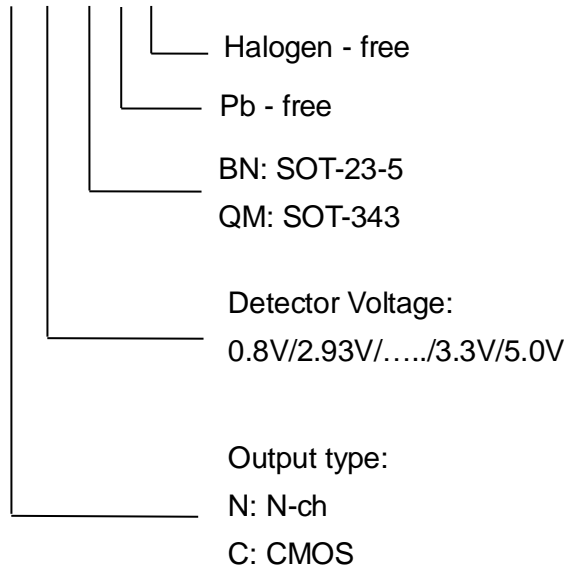 Halogen - free
Pb - free
BN: SOT-23-5
QM: SOT-343
Detector Voltage:
0.8V/2.93V/...../3.3V/5.0V
Output type:
N: N-ch
C: CMOS